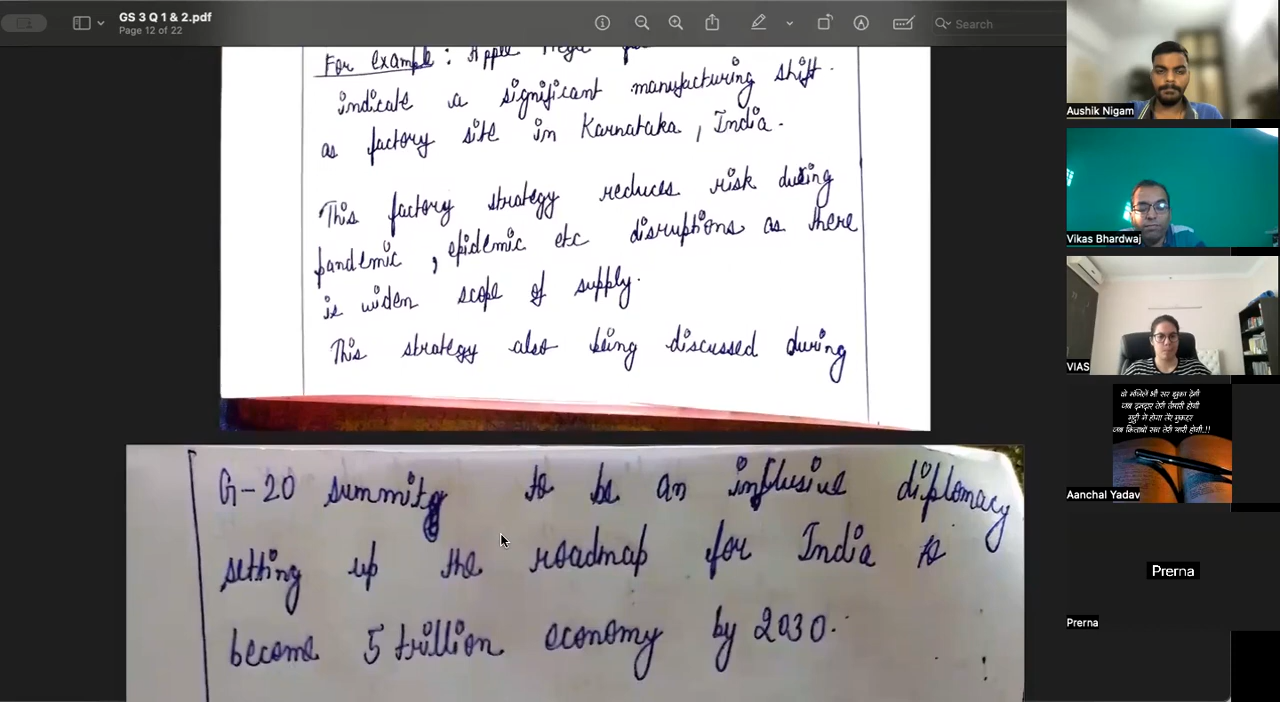 GS 3 Q 1 & 2.pdf
Page 12 of 22
Search
For example : Apple
indicate a significant manufacturing shift.
as factory site in Karnataka, India.
This factory strategy reduces risk during
pandemic, epidemic etc disruptions as there
is widen scope of supply.
This strategy also being discussed during
G-20 summit to be an inclusive diplomacy
setting up the roadmap for India to
become 5 trillion economy by 2030.
Aushik Nigam
Vikas Bhardwaj
VIAS
जब किताबों संग तेरी यारी होगी..!!
Aanchal Yadav
Prerna
Prerna